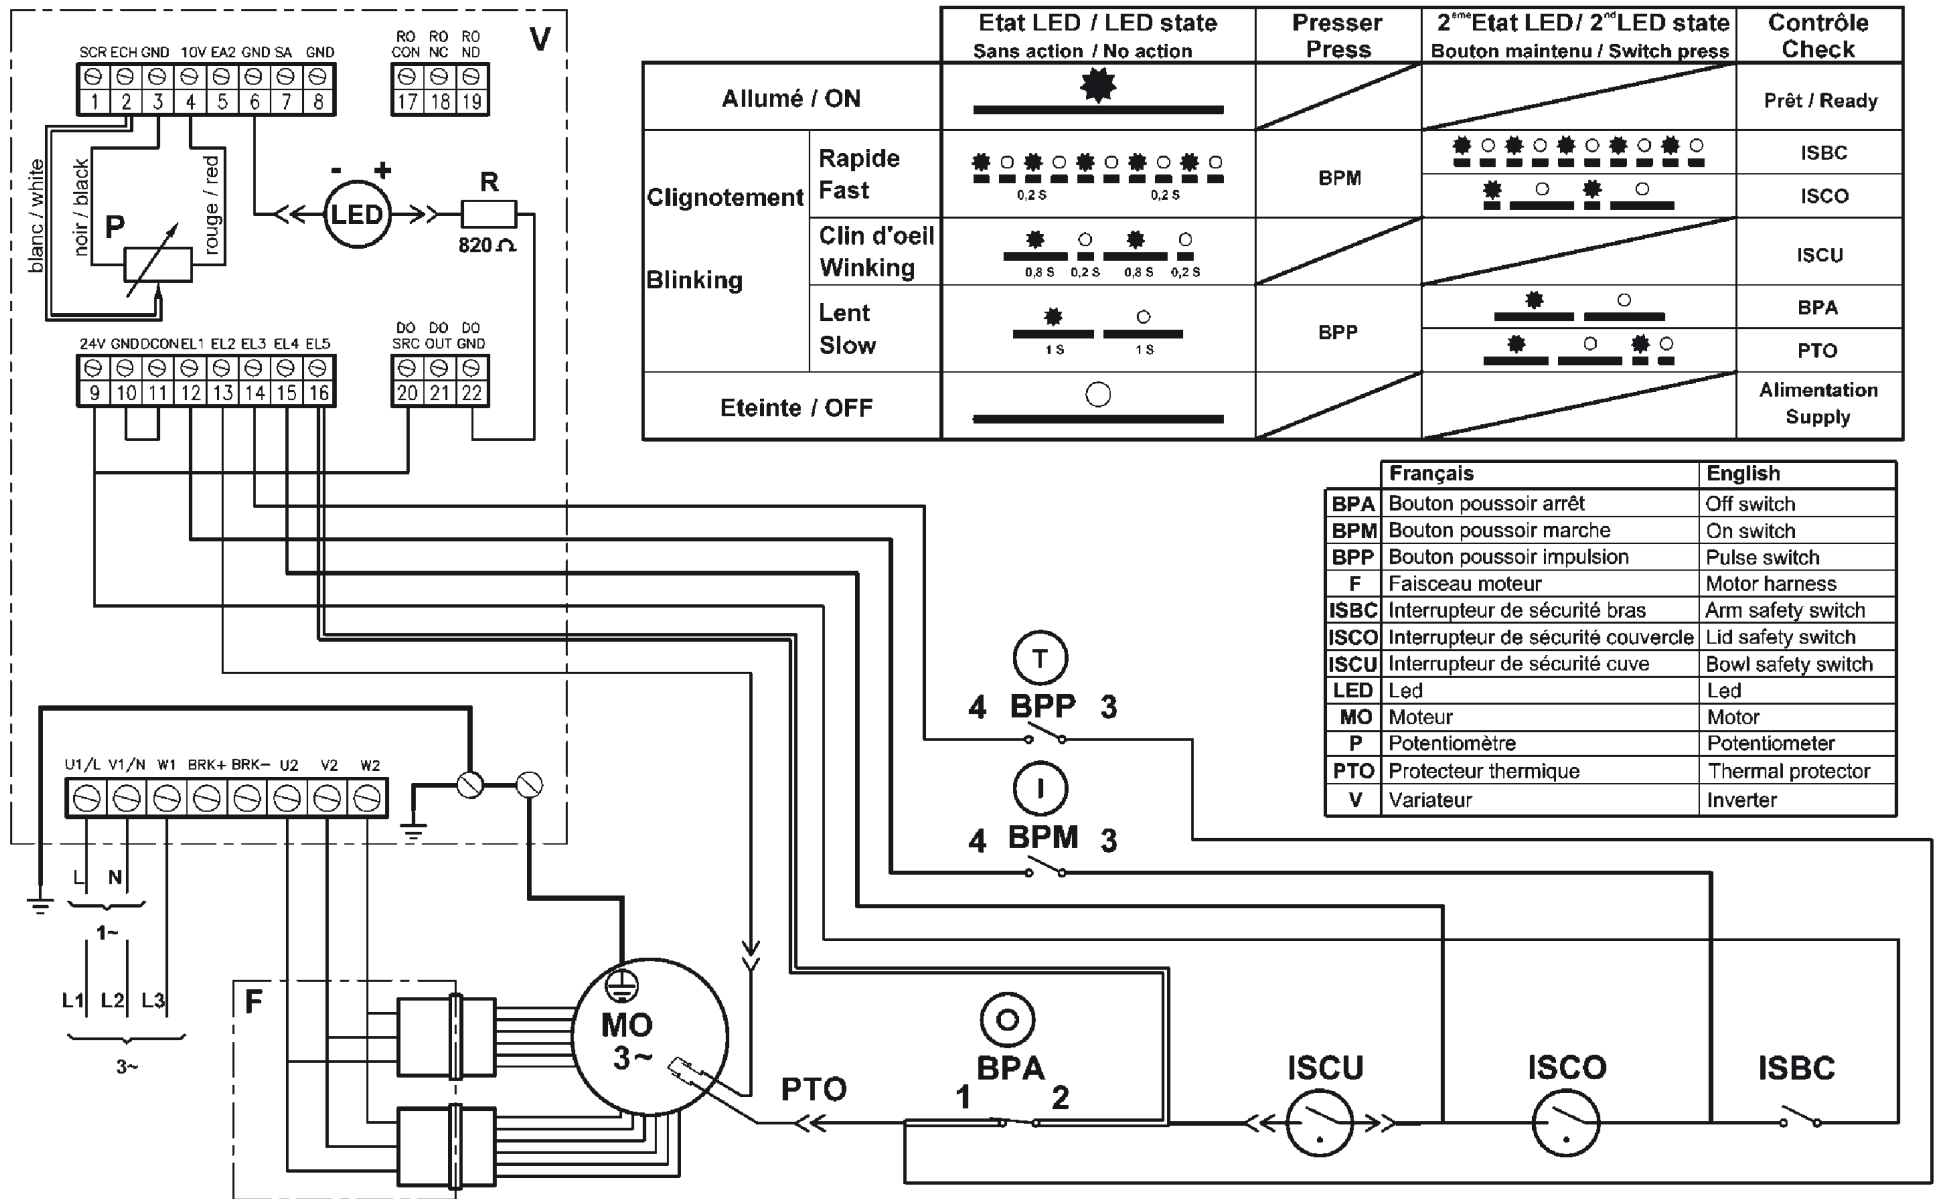 V
SCR ECH GND 10V EA2 GND SA GND
1 2 3 4 5 6 7 8
RO RO RO
CON NC ND
17 18 19
blanc / white
noir / black
rouge / red
P
- +
LED
R
820 Ω
24V GND DCON EL1 EL2 EL3 EL4 EL5
9 10 11 12 13 14 15 16
DO DO DO
SRC OUT GND
20 21 22
U1/L V1/N W1 BRK+ BRK- U2 V2 W2
L N
1~
L1 L2 L3
3~
F
MO
3~
PTO
T
4 BPP 3
I
4 BPM 3
O
BPA
1 2
ISCU
ISCO
ISBC
Etat LED / LED state
Sans action / No action
Presser
Press
2ème Etat LED / 2nd LED state
Bouton maintenu / Switch press
Contrôle
Check
Allumé / ON
Prêt / Ready
Clignotement
Blinking
Rapide
Fast
0,2 S 0,2 S
BPM
ISBC
ISCO
Clin d'oeil
Winking
0,8 S 0,2 S 0,8 S 0,2 S
ISCU
Lent
Slow
1 S 1 S
BPP
BPA
PTO
Eteinte / OFF
Alimentation
Supply
Français English
BPA Bouton poussoir arrêt Off switch
BPM Bouton poussoir marche On switch
BPP Bouton poussoir impulsion Pulse switch
F Faisceau moteur Motor harness
ISBC Interrupteur de sécurité bras Arm safety switch
ISCO Interrupteur de sécurité couvercle Lid safety switch
ISCU Interrupteur de sécurité cuve Bowl safety switch
LED Led Led
MO Moteur Motor
P Potentiomètre Potentiometer
PTO Protecteur thermique Thermal protector
V Variateur Inverter